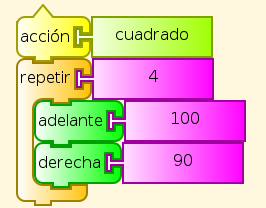 acción cuadrado
repetir 4
adelante 100
derecha 90